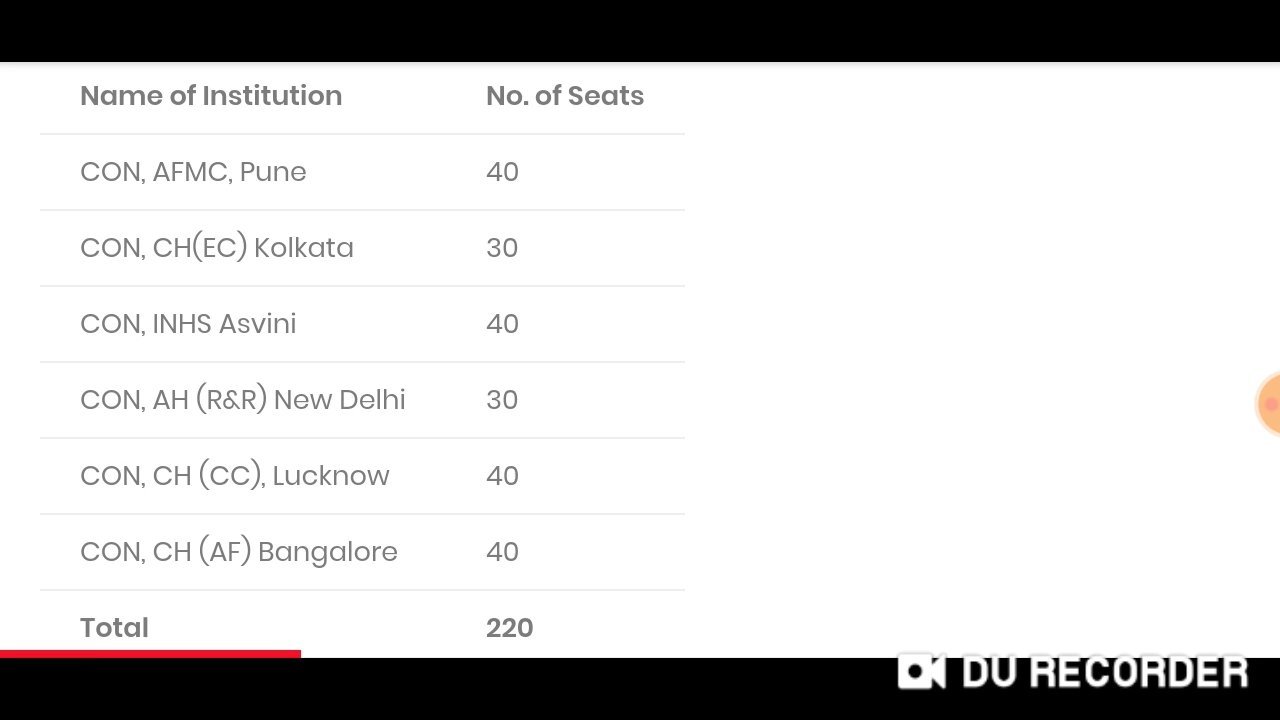 Name of Institution No. of Seats
CON, AFMC, Pune 40
CON, CH(EC) Kolkata 30
CON, INHS Asvini 40
CON, AH (R&R) New Delhi 30
CON, CH (CC), Lucknow 40
CON, CH (AF) Bangalore 40
Total 220
DU RECORDER